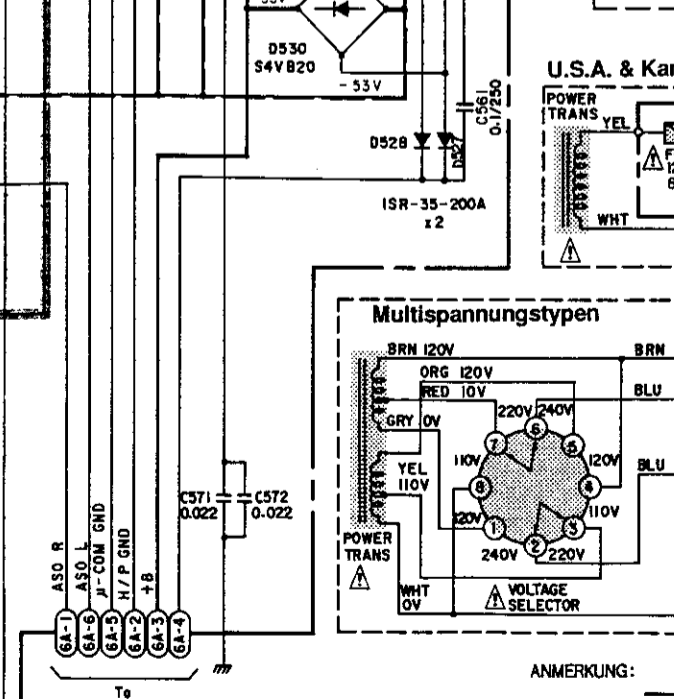 D530
S4VB20
-53V
C561
0.1/250
D528
D527
1SR-35-200A
x2
U.S.A. & Kan
POWER
TRANS
YEL
WHT
Multispannungstypen
BRN 120V
BRN
ORG 120V
RED 10V
BLU
220V
240V
GRY 0V
6
7
5
110V
120V
BLU
YEL
110V
8
4
120V
110V
1
3
2
240V
220V
POWER
TRANS
WHT
0V
VOLTAGE
SELECTOR
C571
0.022
C572
0.022
ASO R
ASO L
μ-COM GND
H/P GND
+B
6A-1
6A-6
6A-5
6A-2
6A-3
6A-4
To
ANMERKUNG: